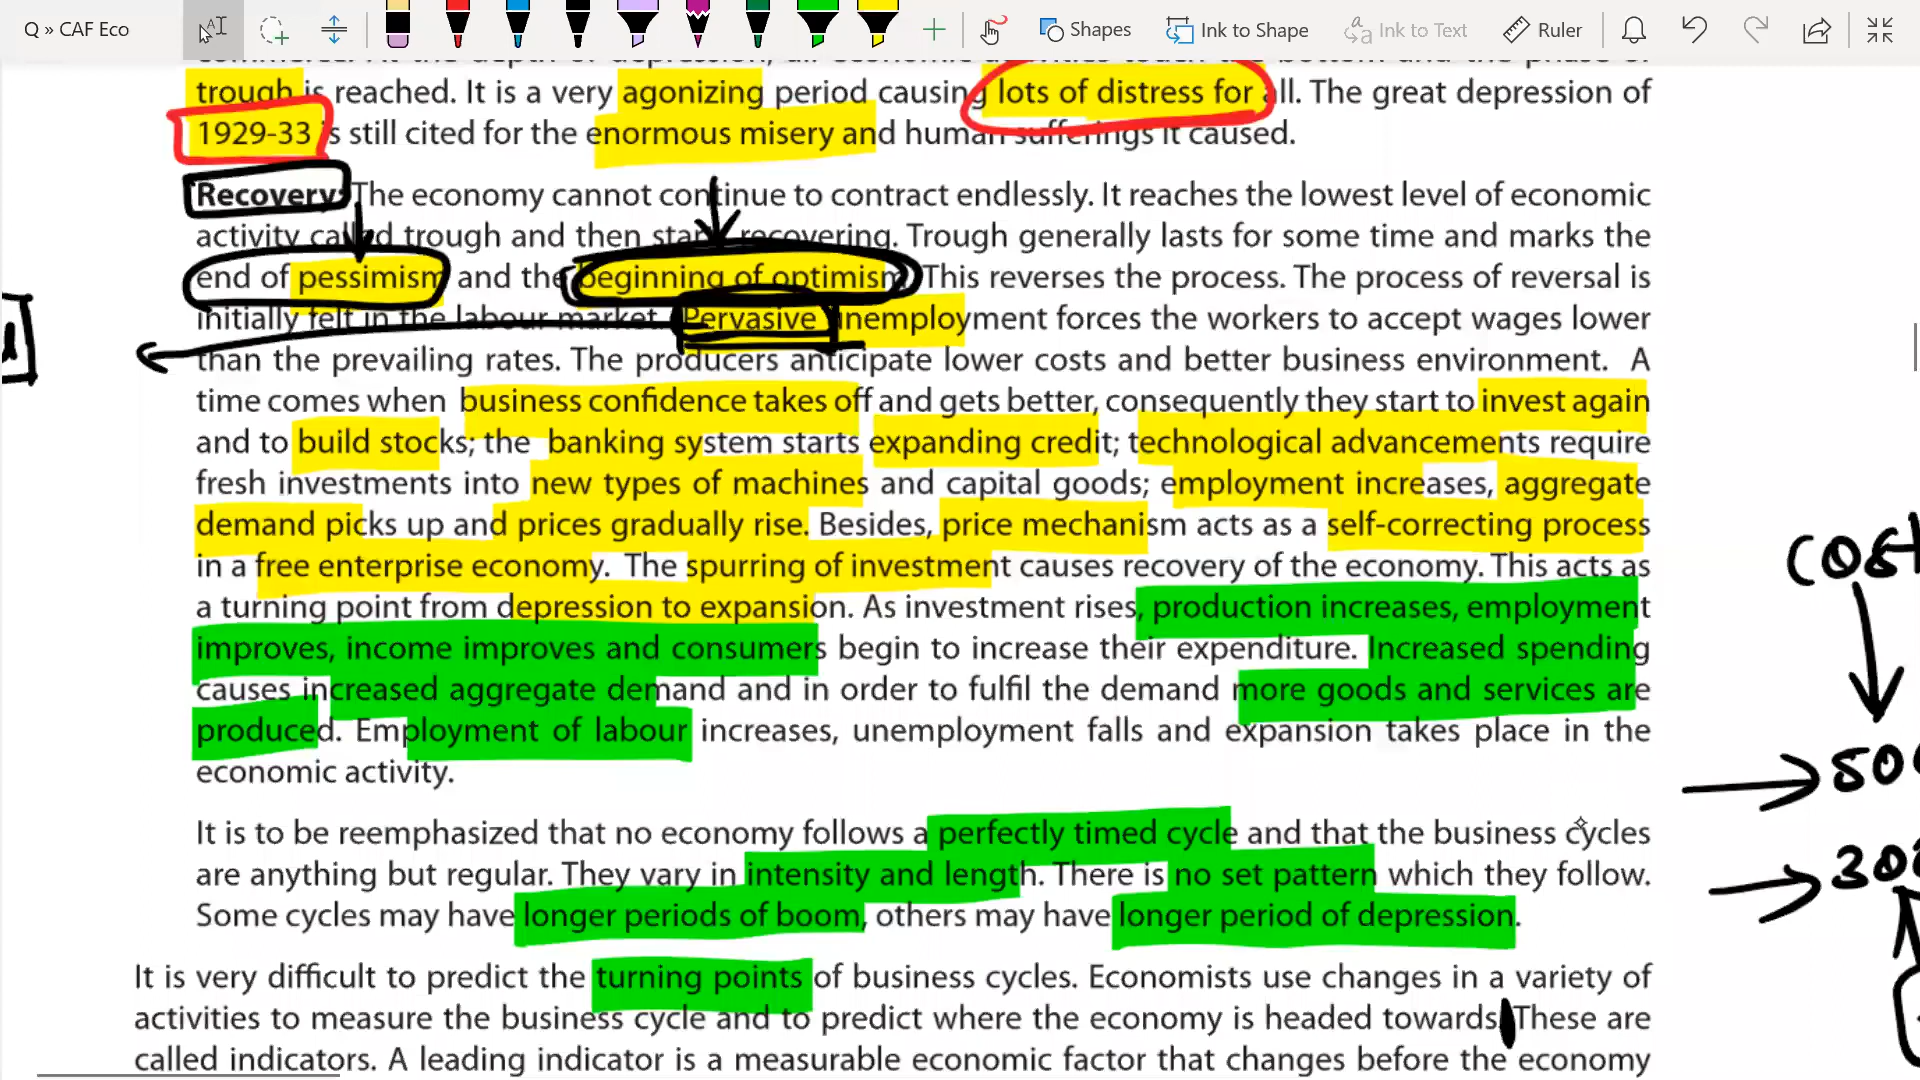 Q » CAF Eco
Shapes
Ink to Shape
Ink to Text
Ruler
trough is reached. It is a very agonizing period causing lots of distress for all. The great depression of
1929-33 is still cited for the enormous misery and human sufferings it caused.
Recovery: The economy cannot continue to contract endlessly. It reaches the lowest level of economic
activity called trough and then starts recovering. Trough generally lasts for some time and marks the
end of pessimism and the beginning of optimism. This reverses the process. The process of reversal is
initially felt in the labour market. Pervasive unemployment forces the workers to accept wages lower
than the prevailing rates. The producers anticipate lower costs and better business environment. A
time comes when business confidence takes off and gets better, consequently they start to invest again
and to build stocks; the banking system starts expanding credit; technological advancements require
fresh investments into new types of machines and capital goods; employment increases, aggregate
demand picks up and prices gradually rise. Besides, price mechanism acts as a self-correcting process
in a free enterprise economy. The spurring of investment causes recovery of the economy. This acts as
a turning point from depression to expansion. As investment rises, production increases, employment
improves, income improves and consumers begin to increase their expenditure. Increased spending
causes increased aggregate demand and in order to fulfil the demand more goods and services are
produced. Employment of labour increases, unemployment falls and expansion takes place in the
economic activity.
It is to be reemphasized that no economy follows a perfectly timed cycle and that the business cycles
are anything but regular. They vary in intensity and length. There is no set pattern which they follow.
Some cycles may have longer periods of boom, others may have longer period of depression.
It is very difficult to predict the turning points of business cycles. Economists use changes in a variety of
activities to measure the business cycle and to predict where the economy is headed towards. These are
called indicators. A leading indicator is a measurable economic factor that changes before the economy
cost